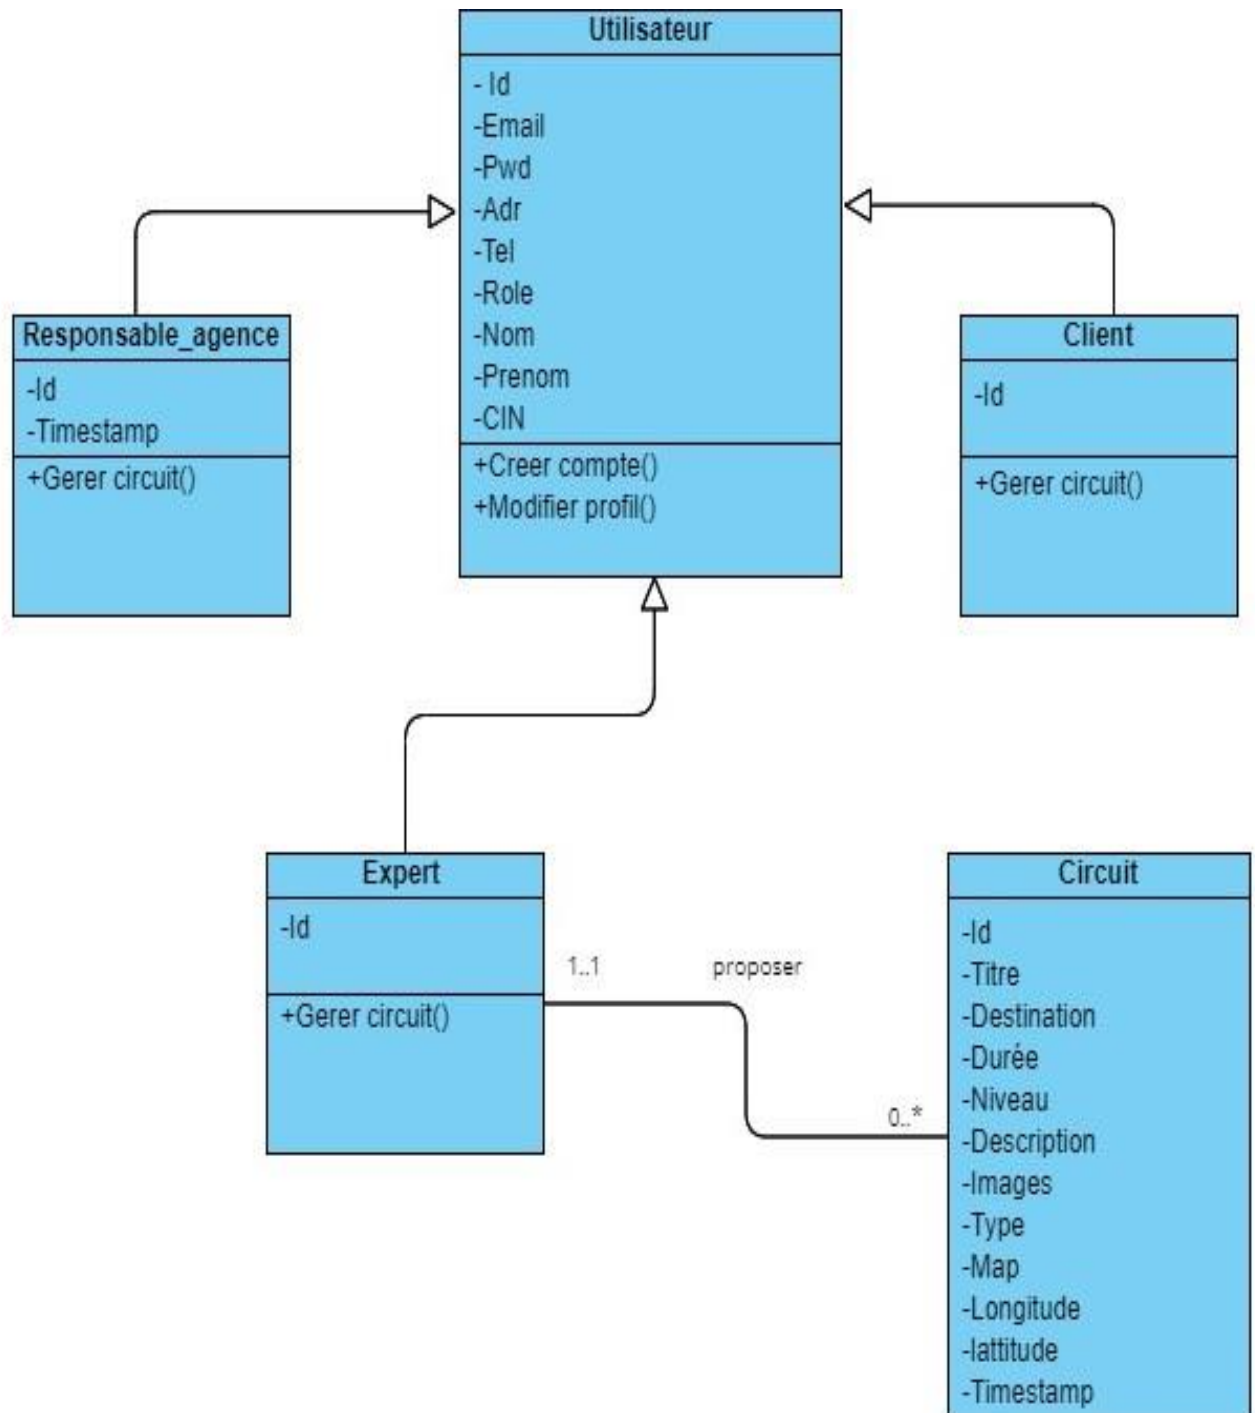 Utilisateur
- Id
-Email
-Pwd
-Adr
-Tel
-Role
-Nom
-Prenom
-CIN
+Creer compte()
+Modifier profil()
Responsable_agence
-Id
-Timestamp
+Gerer circuit()
Client
-Id
+Gerer circuit()
Expert
-Id
+Gerer circuit()
1..1
proposer
0..*
Circuit
-Id
-Titre
-Destination
-Durée
-Niveau
-Description
-Images
-Type
-Map
-Longitude
-lattitude
-Timestamp